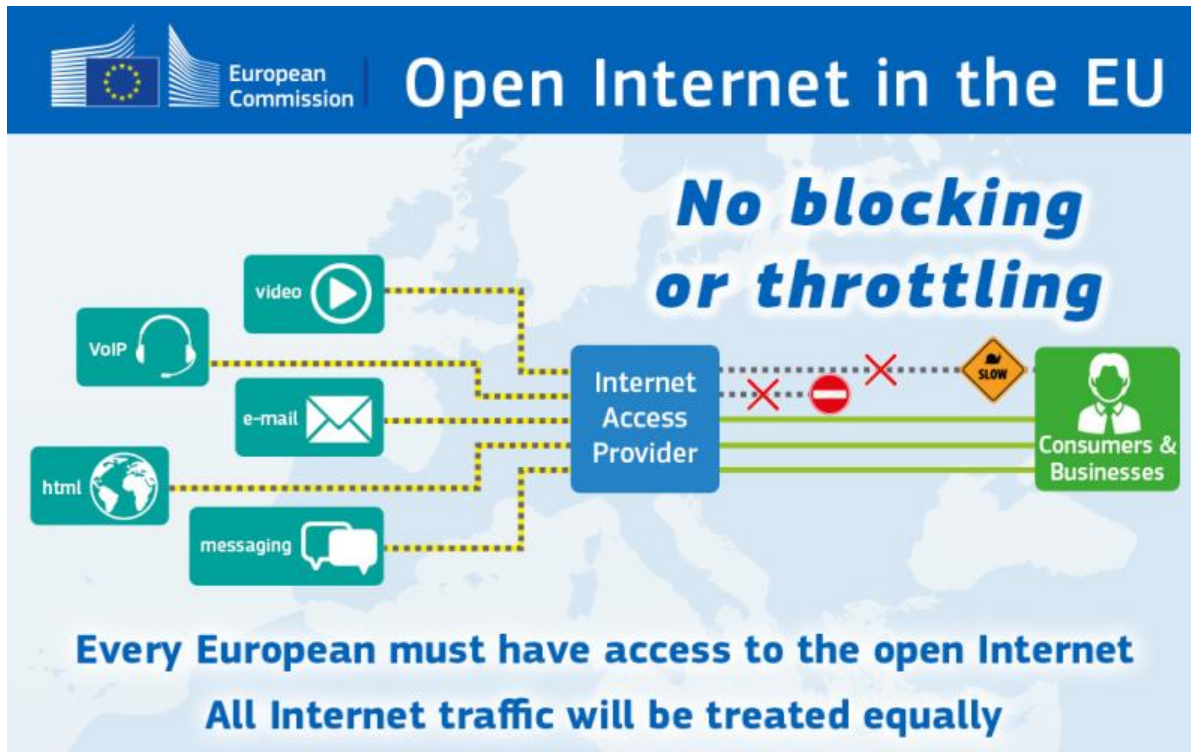 European
Commission
Open Internet in the EU
No blocking
or throttling
video
VoIP
e-mail
html
messaging
Internet
Access
Provider
SLOW
Consumers &
Businesses
Every European must have access to the open Internet
All Internet traffic will be treated equally